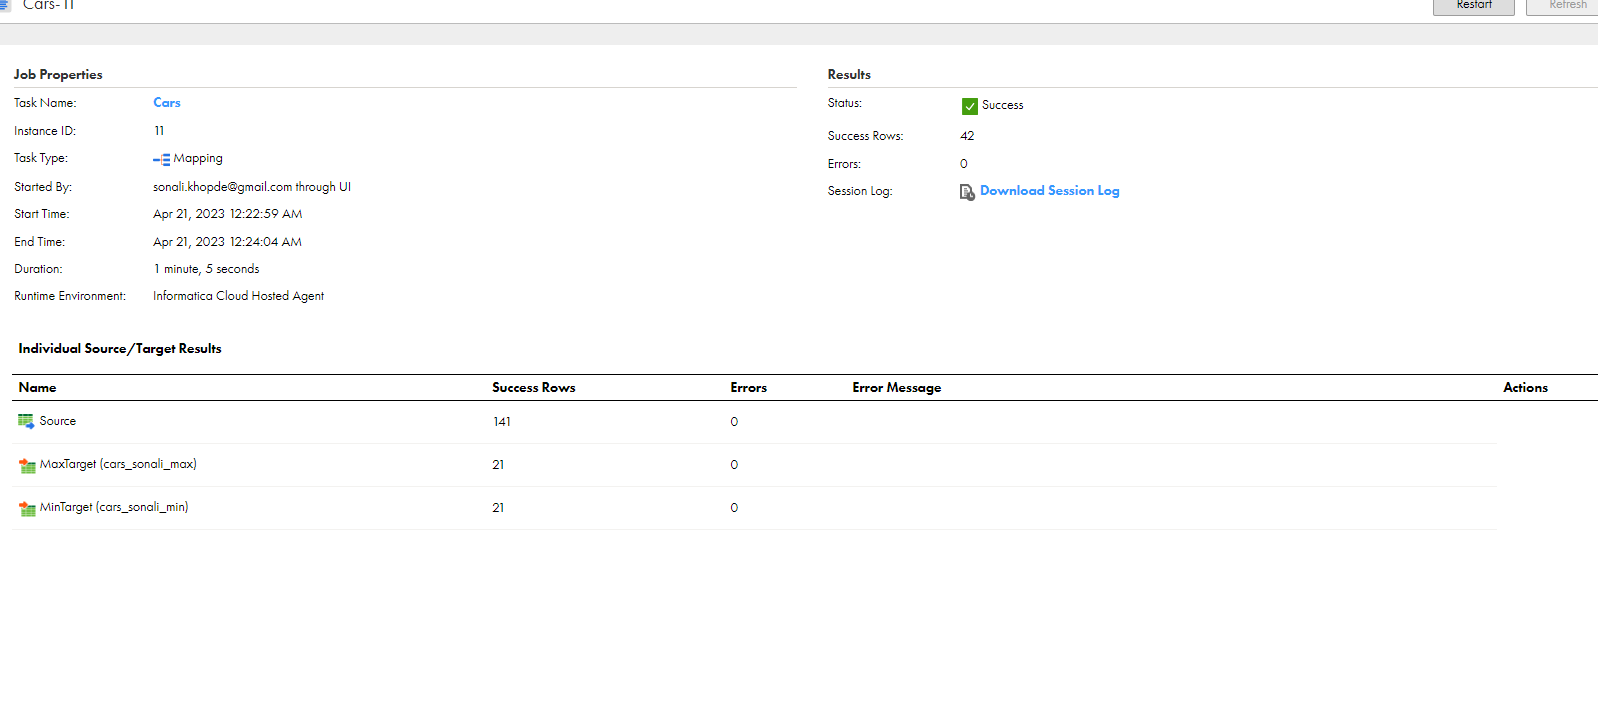 Cars-11
Restart
Refresh
Job Properties
Task Name: Cars
Instance ID: 11
Task Type: Mapping
Started By: sonali.khopde@gmail.com through UI
Start Time: Apr 21, 2023 12:22:59 AM
End Time: Apr 21, 2023 12:24:04 AM
Duration: 1 minute, 5 seconds
Runtime Environment: Informatica Cloud Hosted Agent
Results
Status: Success
Success Rows: 42
Errors: 0
Session Log: Download Session Log
Individual Source/Target Results
Name Success Rows Errors Error Message Actions
Source 141 0
MaxTarget (cars_sonali_max) 21 0
MinTarget (cars_sonali_min) 21 0